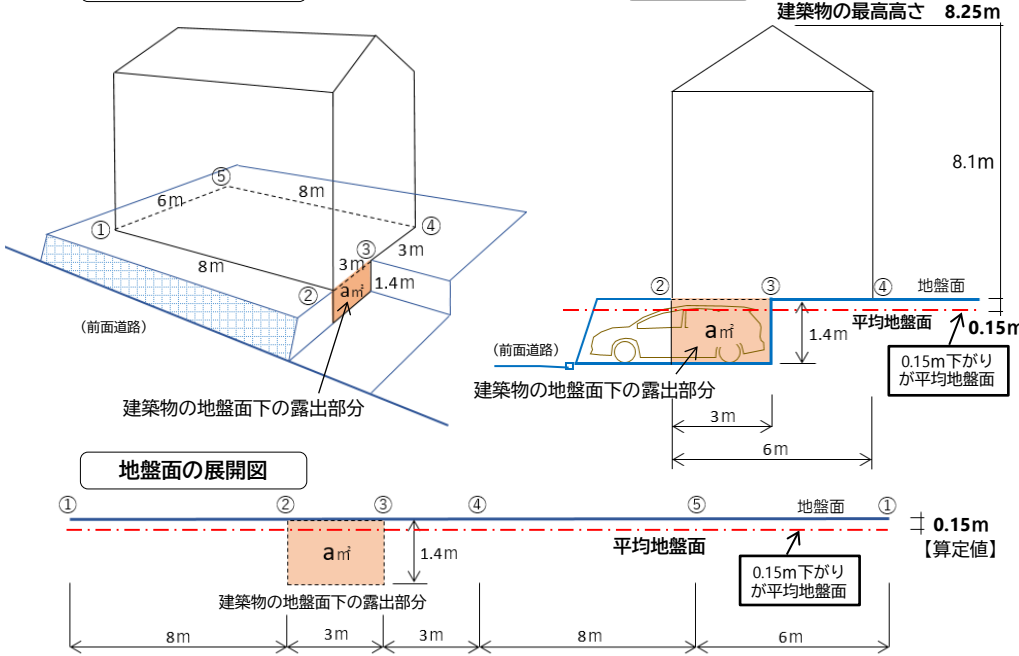 建築物の最高高さ 8.25m
⑤
8m
6m
①
④
③
3m
8m
3m
②
a㎡
1.4m
(前面道路)
建築物の地盤面下の露出部分
8.1m
②
③
④
地盤面
平均地盤面
0.15m
a㎡
1.4m
(前面道路)
0.15m下がり
が平均地盤面
建築物の地盤面下の露出部分
3m
6m
地盤面の展開図
①
②
③
④
⑤
地盤面
①
0.15m
【算定値】
a㎡
1.4m
平均地盤面
0.15m下がり
が平均地盤面
建築物の地盤面下の露出部分
8m
3m
3m
8m
6m